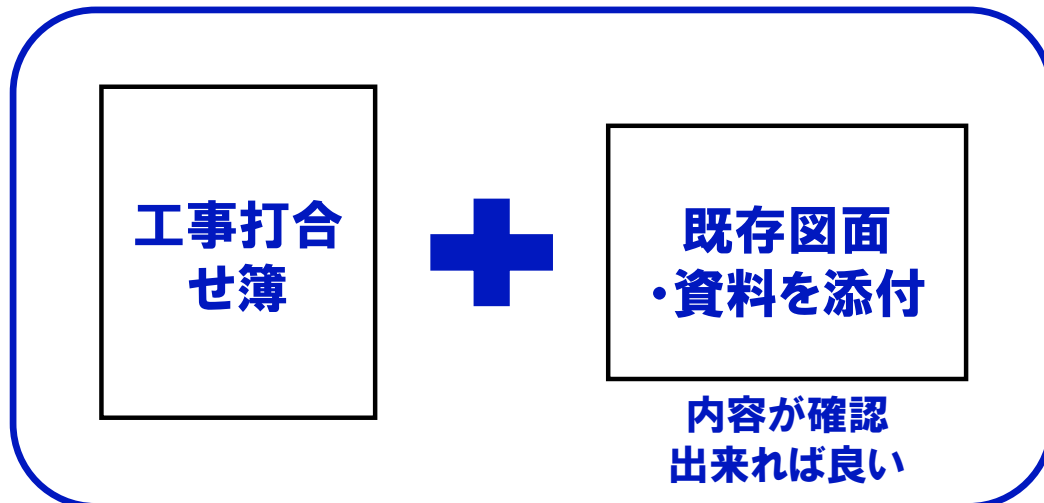 工事打合
せ簿
既存図面
・資料を添付
内容が確認
出来れば良い